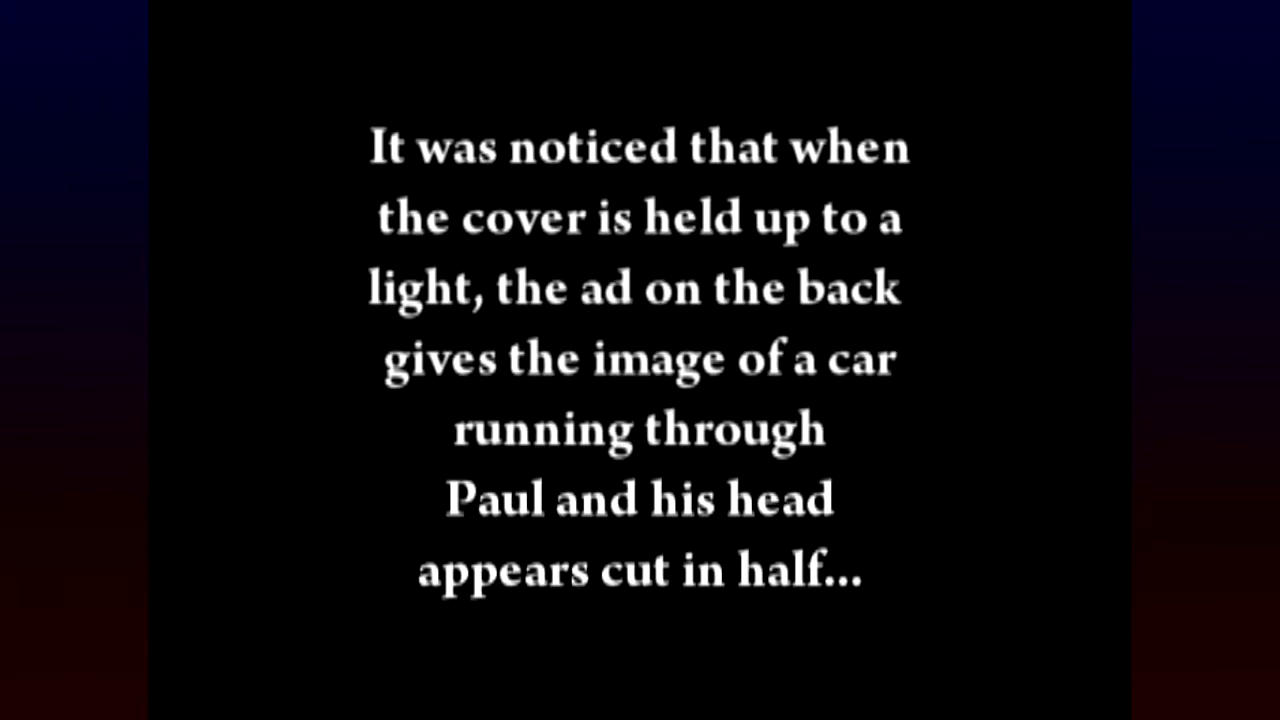 It was noticed that when
the cover is held up to a
light, the ad on the back
gives the image of a car
running through
Paul and his head
appears cut in half...